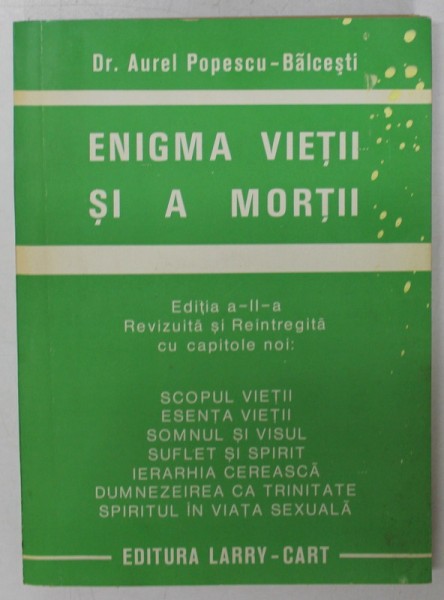 Dr. Aurel Popescu-Bălcești
ENIGMA VIEȚII
ȘI A MORȚII
Ediția a-II-a
Revizuită și Reintregită
cu capitole noi:
SCOPUL VIEȚII
ESENȚA VIEȚII
SOMNUL ȘI VISUL
SUFLET ȘI SPIRIT
IERARHIA CEREASCĂ
DUMNEZEIREA CA TRINITATE
SPIRITUL ÎN VIAȚA SEXUALĂ
EDITURA LARRY-CART